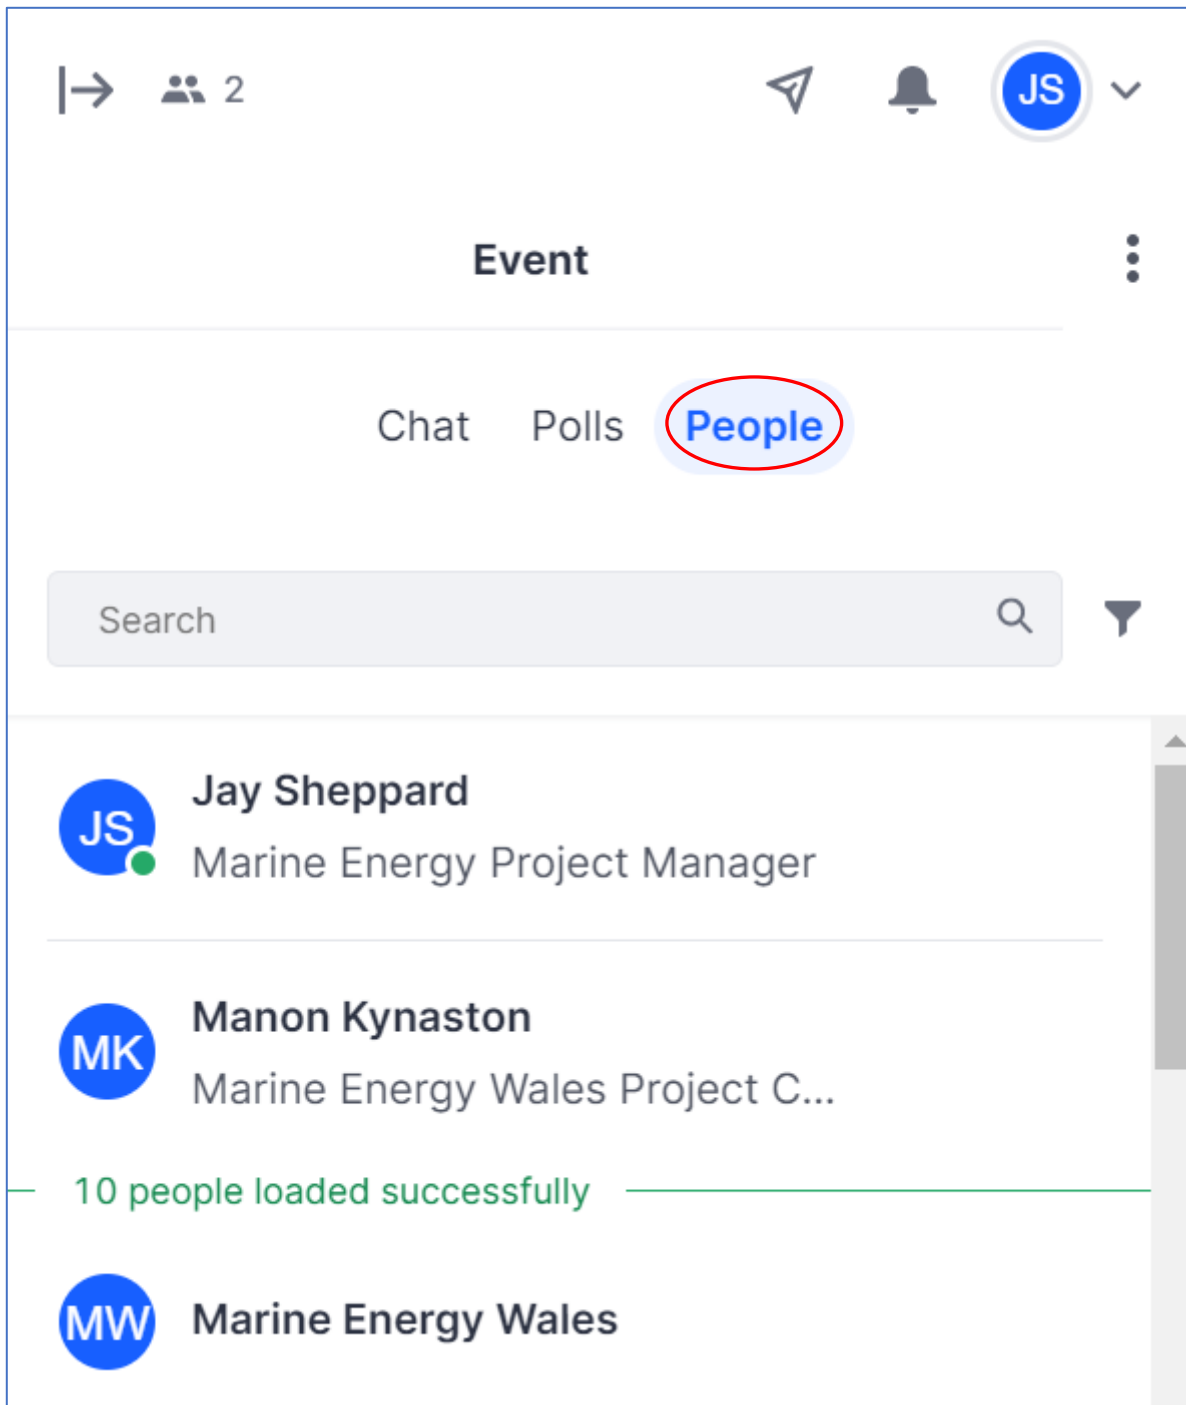 2
JS
Event
Chat Polls People
Search
JS
Jay Sheppard
Marine Energy Project Manager
MK
Manon Kynaston
Marine Energy Wales Project C...
10 people loaded successfully
MW
Marine Energy Wales